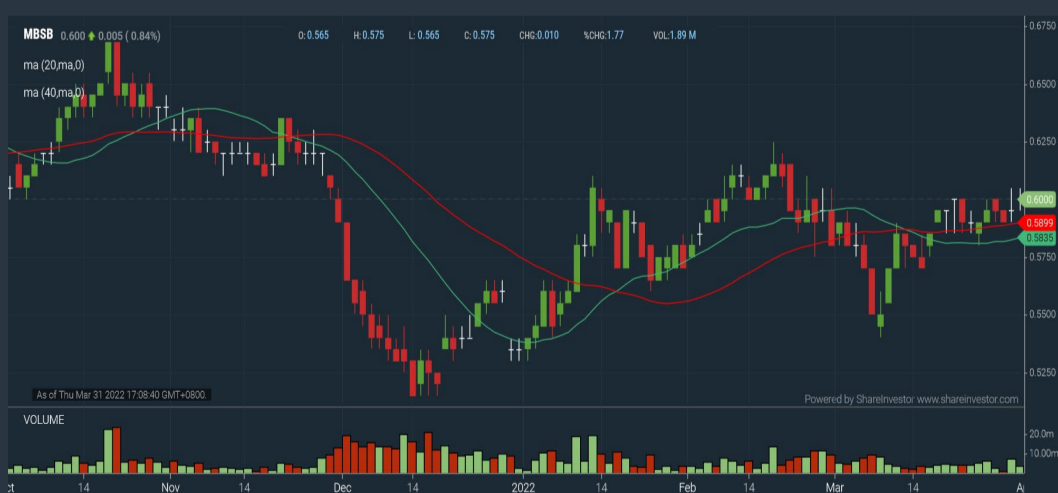 MBSB 0.600 0.005 ( 0.84%) O: 0.565 H: 0.575 L: 0.565 C: 0.575 CHG:0.010 %CHG:1.77 VOL:1.89 M
ma (20,ma,0)
ma (40,ma,0)
0.6750
0.6500
0.6250
0.6000
0.5899
0.5835
0.5750
0.5500
0.5250
As of Thu Mar 31 2022 17:08:40 GMT+0800.
Powered by ShareInvestor www.shareinvestor.com
VOLUME
20.0m
10.00m
ct 14 Nov 14 Dec 14 2022 14 Feb 14 Mar 14 A